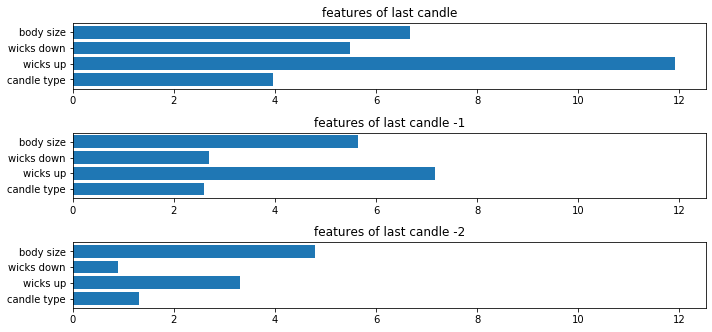 features of last candle
body size
wicks down
wicks up
candle type
0 2 4 6 8 10 12
features of last candle -1
body size
wicks down
wicks up
candle type
0 2 4 6 8 10 12
features of last candle -2
body size
wicks down
wicks up
candle type
0 2 4 6 8 10 12